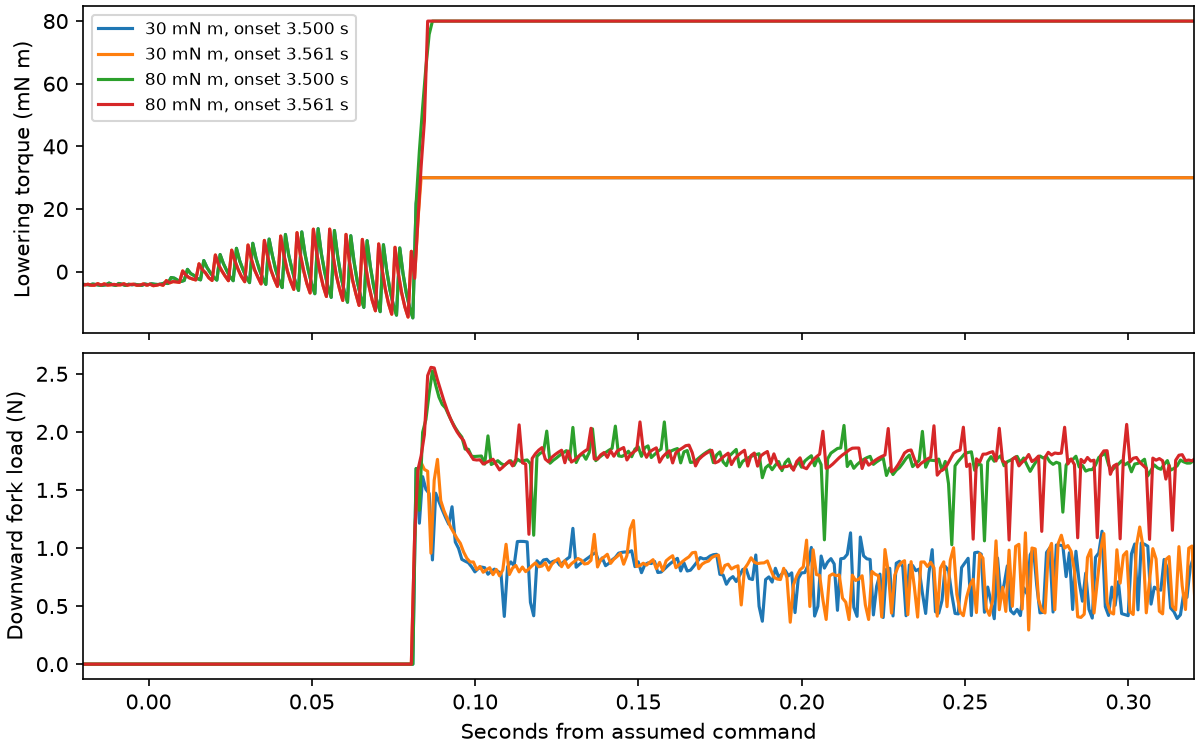 Lowering torque (mN m)
80
60
40
20
0
30 mN m, onset 3.500 s
30 mN m, onset 3.561 s
80 mN m, onset 3.500 s
80 mN m, onset 3.561 s
Downward fork load (N)
2.5
2.0
1.5
1.0
0.5
0.0
0.00 0.05 0.10 0.15 0.20 0.25 0.30
Seconds from assumed command